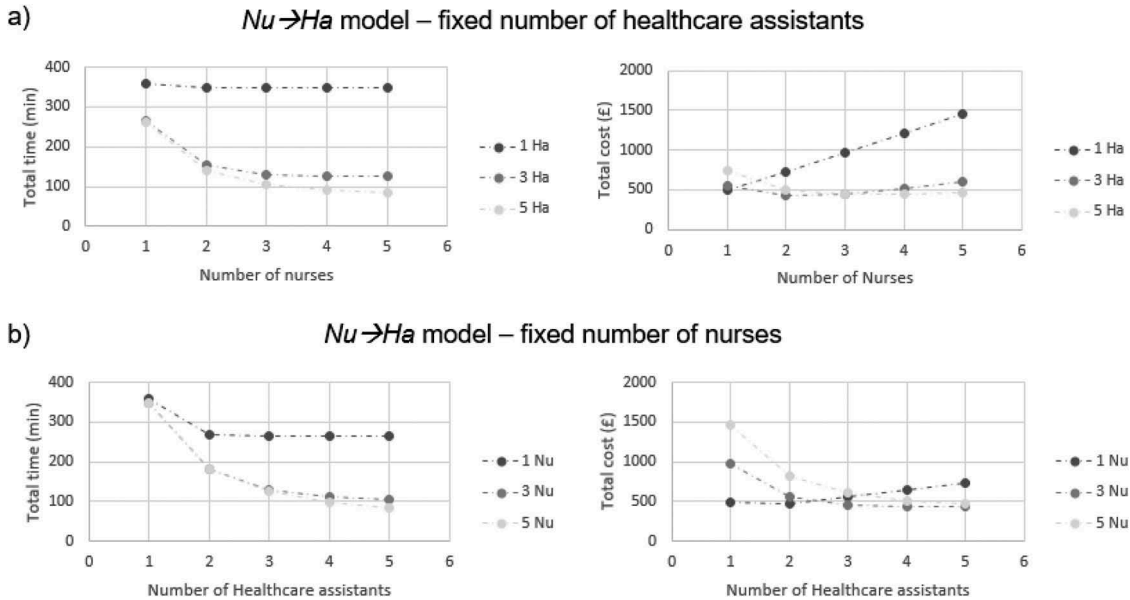 a)
Nu→Ha model – fixed number of healthcare assistants
400
300
200
100
0
Total time (min)
0 1 2 3 4 5 6
Number of nurses
1 Ha
3 Ha
5 Ha
2000
1500
1000
500
0
Total cost (£)
0 1 2 3 4 5 6
Number of Nurses
1 Ha
3 Ha
5 Ha
b)
Nu→Ha model – fixed number of nurses
400
300
200
100
0
Total time (min)
0 1 2 3 4 5 6
Number of Healthcare assistants
1 Nu
3 Nu
5 Nu
2000
1500
1000
500
0
Total cost (£)
0 1 2 3 4 5 6
Number of Healthcare assistants
1 Nu
3 Nu
5 Nu